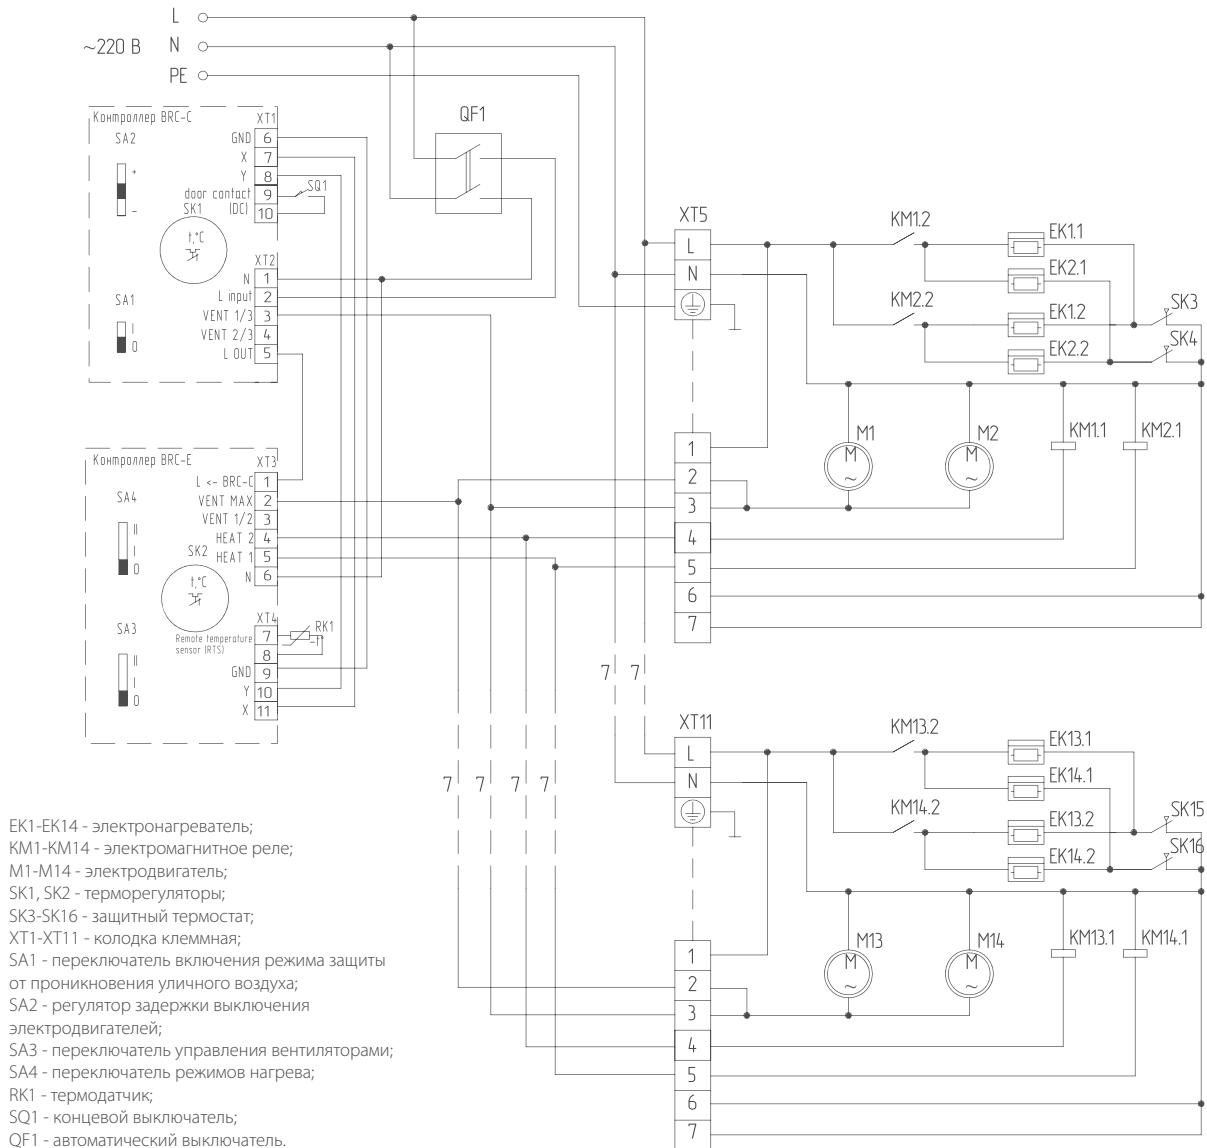 L
~220 В N
PE
Контроллер BRC-C XT1
SA2
GND 6
X 7
Y 8
door contact 9
(DC) 10
SQ1
SK1
t,°C
+
-
XT2
N 1
L input 2
VENT 1/3 3
VENT 2/3 4
L OUT 5
SA1
I
0
QF1
Контроллер BRC-E XT3
L <- BRC-C 1
VENT MAX 2
VENT 1/2 3
HEAT 2 4
HEAT 1 5
N 6
SA4
II
I
0
SK2
t,°C
XT4
Remote temperature
sensor (RTS)
7
8
GND 9
Y 10
X 11
RK1
-t°
SA3
II
I
0
XT5
L
N
1
2
3
4
5
6
7
KM1.2
KM2.2
EK1.1
EK2.1
EK1.2
EK2.2
SK3
SK4
M1
M
~
M2
M
~
KM1.1
KM2.1
7 7
7 7 7 7
XT11
L
N
1
2
3
4
5
6
7
KM13.2
KM14.2
EK13.1
EK14.1
EK13.2
EK14.2
SK15
SK16
M13
M
~
M14
M
~
KM13.1
KM14.1
EK1-EK14 - электронагреватель;
KM1-KM14 - электромагнитное реле;
M1-M14 - электродвигатель;
SK1, SK2 - терморегуляторы;
SK3-SK16 - защитный термостат;
XT1-XT11 - колодка клеммная;
SA1 - переключатель включения режима защиты
от проникновения уличного воздуха;
SA2 - регулятор задержки выключения
электродвигателей;
SA3 - переключатель управления вентиляторами;
SA4 - переключатель режимов нагрева;
RK1 - термодатчик;
SQ1 - концевой выключатель;
QF1 - автоматический выключатель.